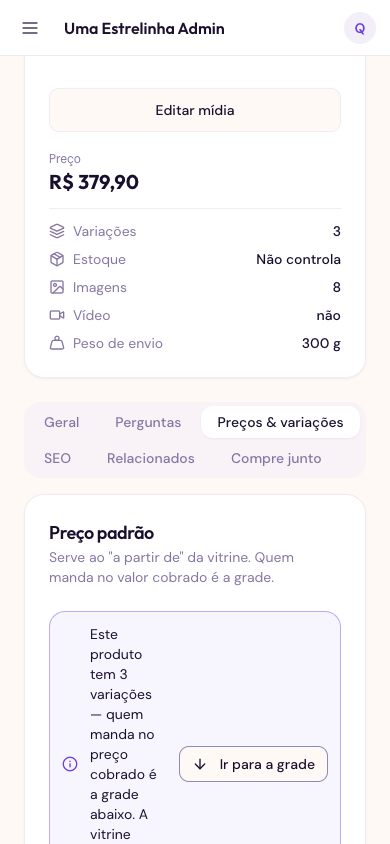 Uma Estrelinha Admin
Q
Editar mídia
Preço
R$ 379,90
Variações 3
Estoque Não controla
Imagens 8
Vídeo não
Peso de envio 300 g
Geral Perguntas Preços & variações
SEO Relacionados Compre junto
Preço padrão
Serve ao "a partir de" da vitrine. Quem
manda no valor cobrado é a grade.
Este
produto
tem 3
variações
— quem
manda no
preço
cobrado é
a grade
abaixo. A
vitrine
Ir para a grade